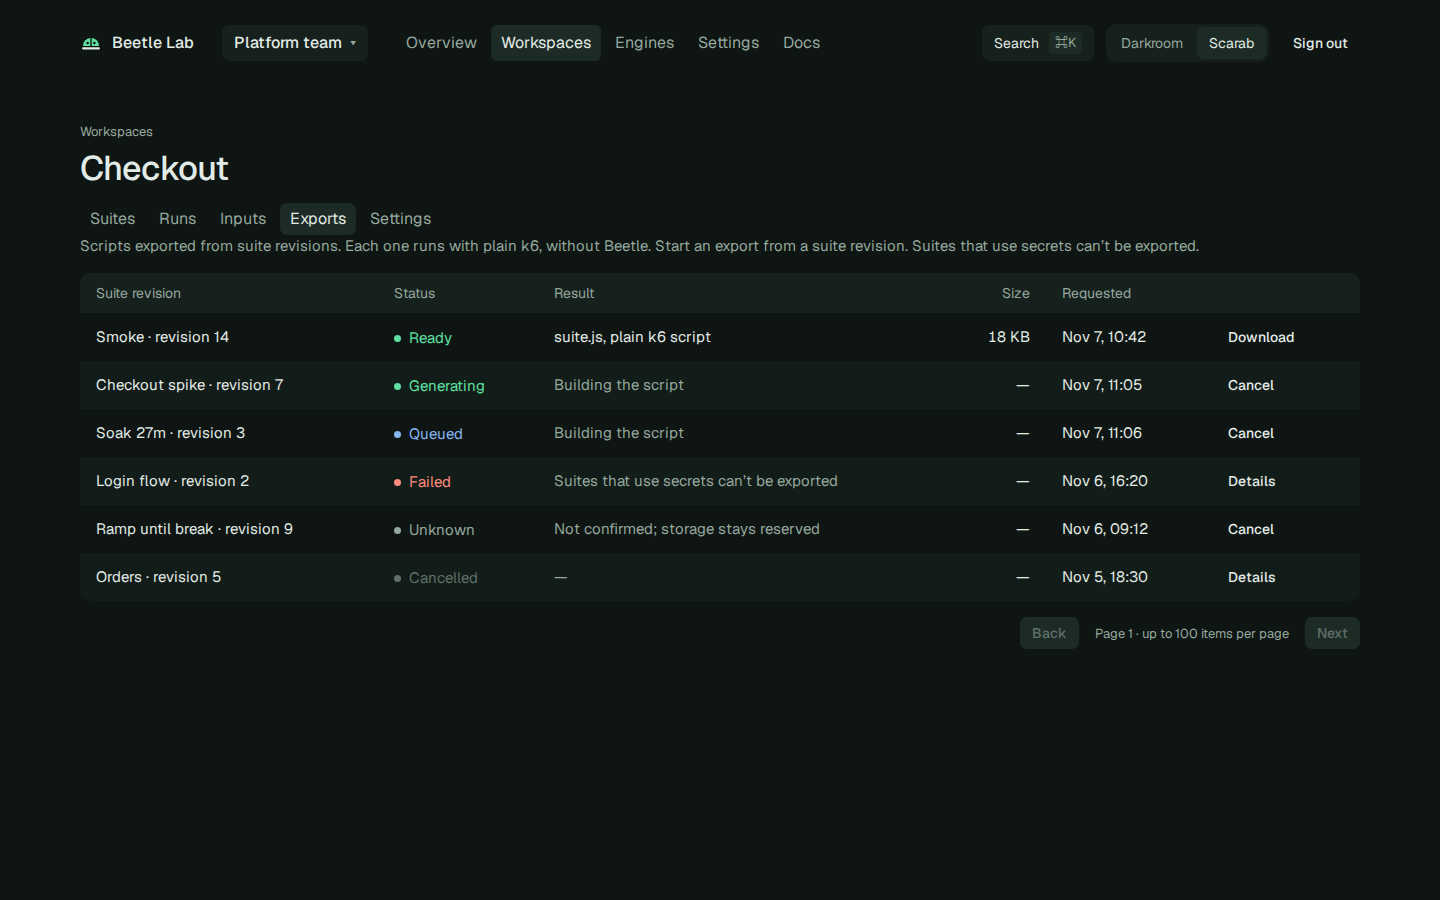 Beetle Lab Platform team Overview Workspaces Engines Settings Docs Search ⌘K Darkroom Scarab Sign out
Workspaces
Checkout
Suites Runs Inputs Exports Settings
Scripts exported from suite revisions. Each one runs with plain k6, without Beetle. Start an export from a suite revision. Suites that use secrets can’t be exported.
Suite revision Status Result Size Requested
Smoke · revision 14 Ready suite.js, plain k6 script 18 KB Nov 7, 10:42 Download
Checkout spike · revision 7 Generating Building the script — Nov 7, 11:05 Cancel
Soak 27m · revision 3 Queued Building the script — Nov 7, 11:06 Cancel
Login flow · revision 2 Failed Suites that use secrets can’t be exported — Nov 6, 16:20 Details
Ramp until break · revision 9 Unknown Not confirmed; storage stays reserved — Nov 6, 09:12 Cancel
Orders · revision 5 Cancelled — — Nov 5, 18:30 Details
Back Page 1 · up to 100 items per page Next